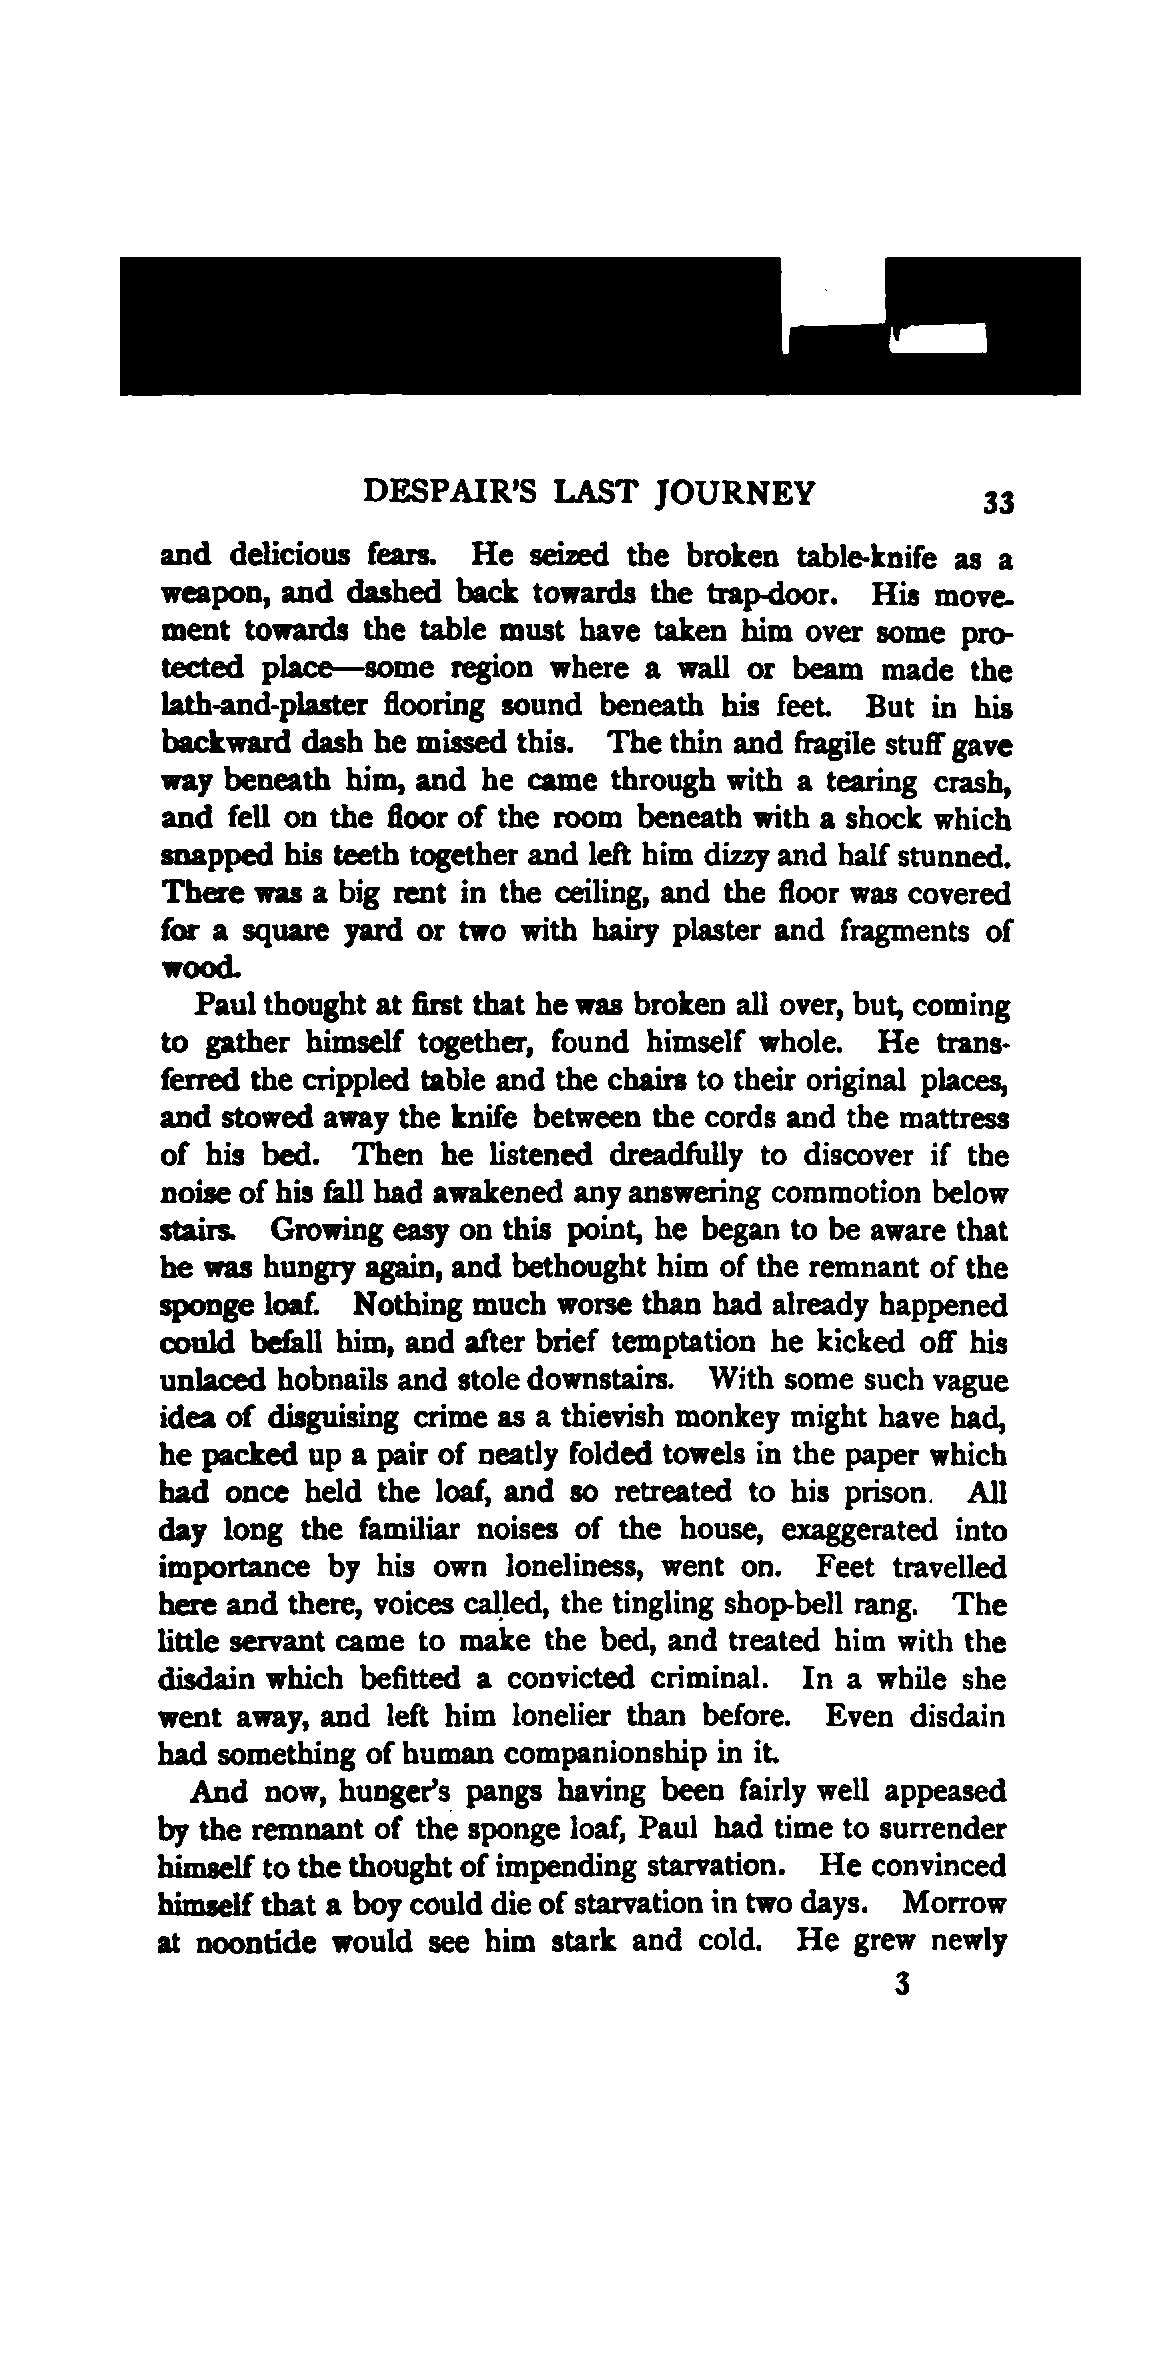 DESPAIR'S LAST JOURNEY 33
and delicious fears. He seized the broken table-knife as a
weapon, and dashed back towards the trap-door. His move-
ment towards the table must have taken him over some pro-
tected place—some region where a wall or beam made the
lath-and-plaster flooring sound beneath his feet. But in his
backward dash he missed this. The thin and fragile stuff gave
way beneath him, and he came through with a tearing crash,
and fell on the floor of the room beneath with a shock which
snapped his teeth together and left him dizzy and half stunned.
There was a big rent in the ceiling, and the floor was covered
for a square yard or two with hairy plaster and fragments of
wood.
Paul thought at first that he was broken all over, but, coming
to gather himself together, found himself whole. He trans-
ferred the crippled table and the chairs to their original places,
and stowed away the knife between the cords and the mattress
of his bed. Then he listened dreadfully to discover if the
noise of his fall had awakened any answering commotion below
stairs. Growing easy on this point, he began to be aware that
he was hungry again, and bethought him of the remnant of the
sponge loaf. Nothing much worse than had already happened
could befall him, and after brief temptation he kicked off his
unlaced hobnails and stole downstairs. With some such vague
idea of disguising crime as a thievish monkey might have had,
he packed up a pair of neatly folded towels in the paper which
had once held the loaf, and so retreated to his prison. All
day long the familiar noises of the house, exaggerated into
importance by his own loneliness, went on. Feet travelled
here and there, voices called, the tingling shop-bell rang. The
little servant came to make the bed, and treated him with the
disdain which befitted a convicted criminal. In a while she
went away, and left him lonelier than before. Even disdain
had something of human companionship in it.
And now, hunger's pangs having been fairly well appeased
by the remnant of the sponge loaf, Paul had time to surrender
himself to the thought of impending starvation. He convinced
himself that a boy could die of starvation in two days. Morrow
at noontide would see him stark and cold. He grew newly
3